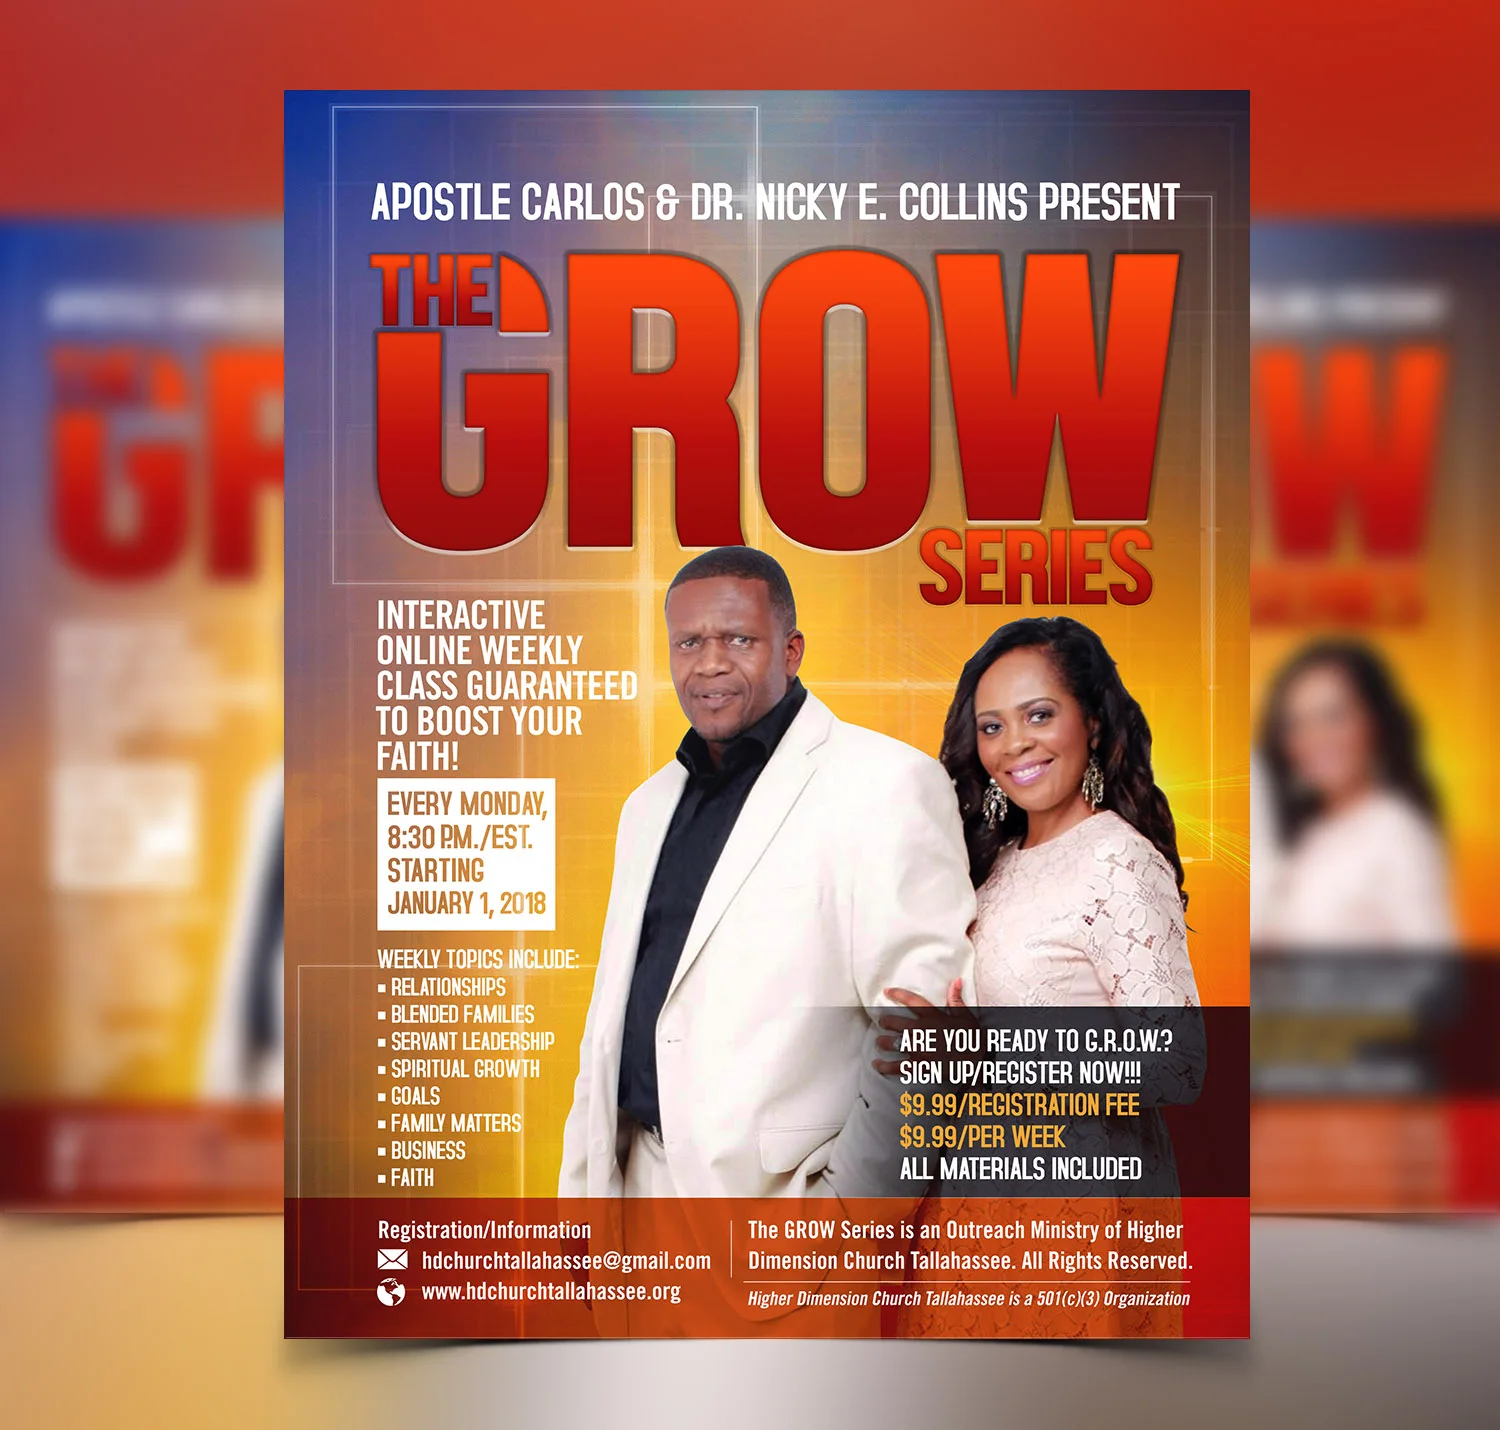 APOSTLE CARLOS & DR. NICKY E. COLLINS PRESENT
THE
GROW
SERIES
INTERACTIVE
ONLINE WEEKLY
CLASS GUARANTEED
TO BOOST YOUR
FAITH!
EVERY MONDAY,
8:30 P.M./EST.
STARTING
JANUARY 1, 2018
WEEKLY TOPICS INCLUDE:
▪ RELATIONSHIPS
▪ BLENDED FAMILIES
▪ SERVANT LEADERSHIP
▪ SPIRITUAL GROWTH
▪ GOALS
▪ FAMILY MATTERS
▪ BUSINESS
▪ FAITH
ARE YOU READY TO G.R.O.W.?
SIGN UP/REGISTER NOW!!!
$9.99/REGISTRATION FEE
$9.99/PER WEEK
ALL MATERIALS INCLUDED
Registration/Information
hdchurchtallahassee@gmail.com
www.hdchurchtallahassee.org
The GROW Series is an Outreach Ministry of Higher
Dimension Church Tallahassee. All Rights Reserved.
Higher Dimension Church Tallahassee is a 501(c)(3) Organization